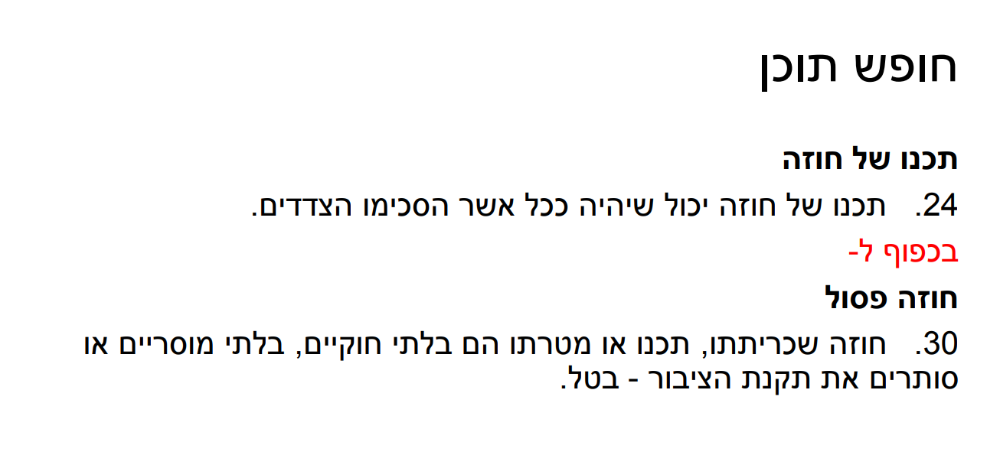 חופש תוכן
תכנו של חוזה
24. תכנו של חוזה יכול שיהיה ככל אשר הסכימו הצדדים.
בכפוף ל-
חוזה פסול
30. חוזה שכריתתו, תכנו או מטרתו הם בלתי חוקיים, בלתי מוסריים או
סותרים את תקנת הציבור - בטל.